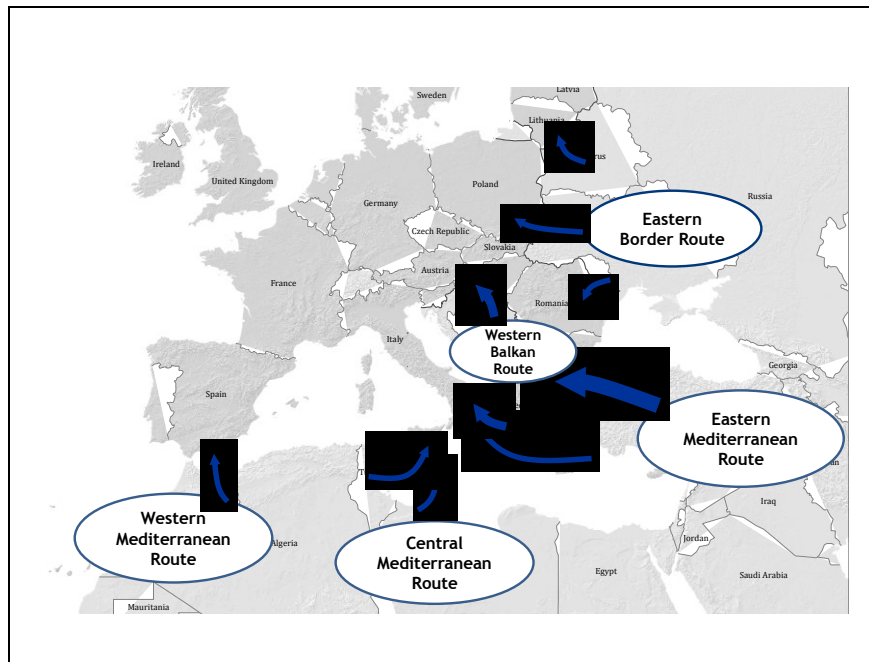 Sweden
Latvia
Lithuania
Ireland
United Kingdom
Poland
Russia
Germany
Czech Republic
Slovakia
Eastern
Border Route
Austria
France
Romania
Italy
Western
Balkan
Route
Georgia
Spain
Eastern
Mediterranean
Route
Iraq
Western
Mediterranean
Route
Algeria
Central
Mediterranean
Route
Jordan
Egypt
Saudi Arabia
Mauritania